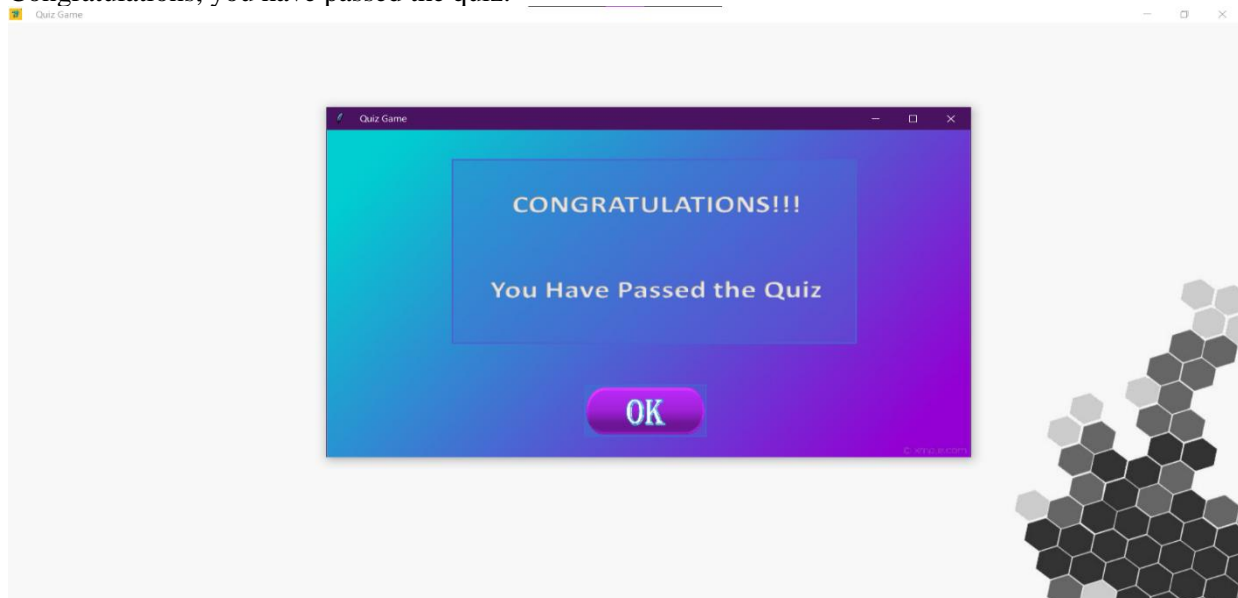 Congratulations, you have passed the quiz.
Quiz Game
Quiz Game
CONGRATULATIONS!!!
You Have Passed the Quiz
OK